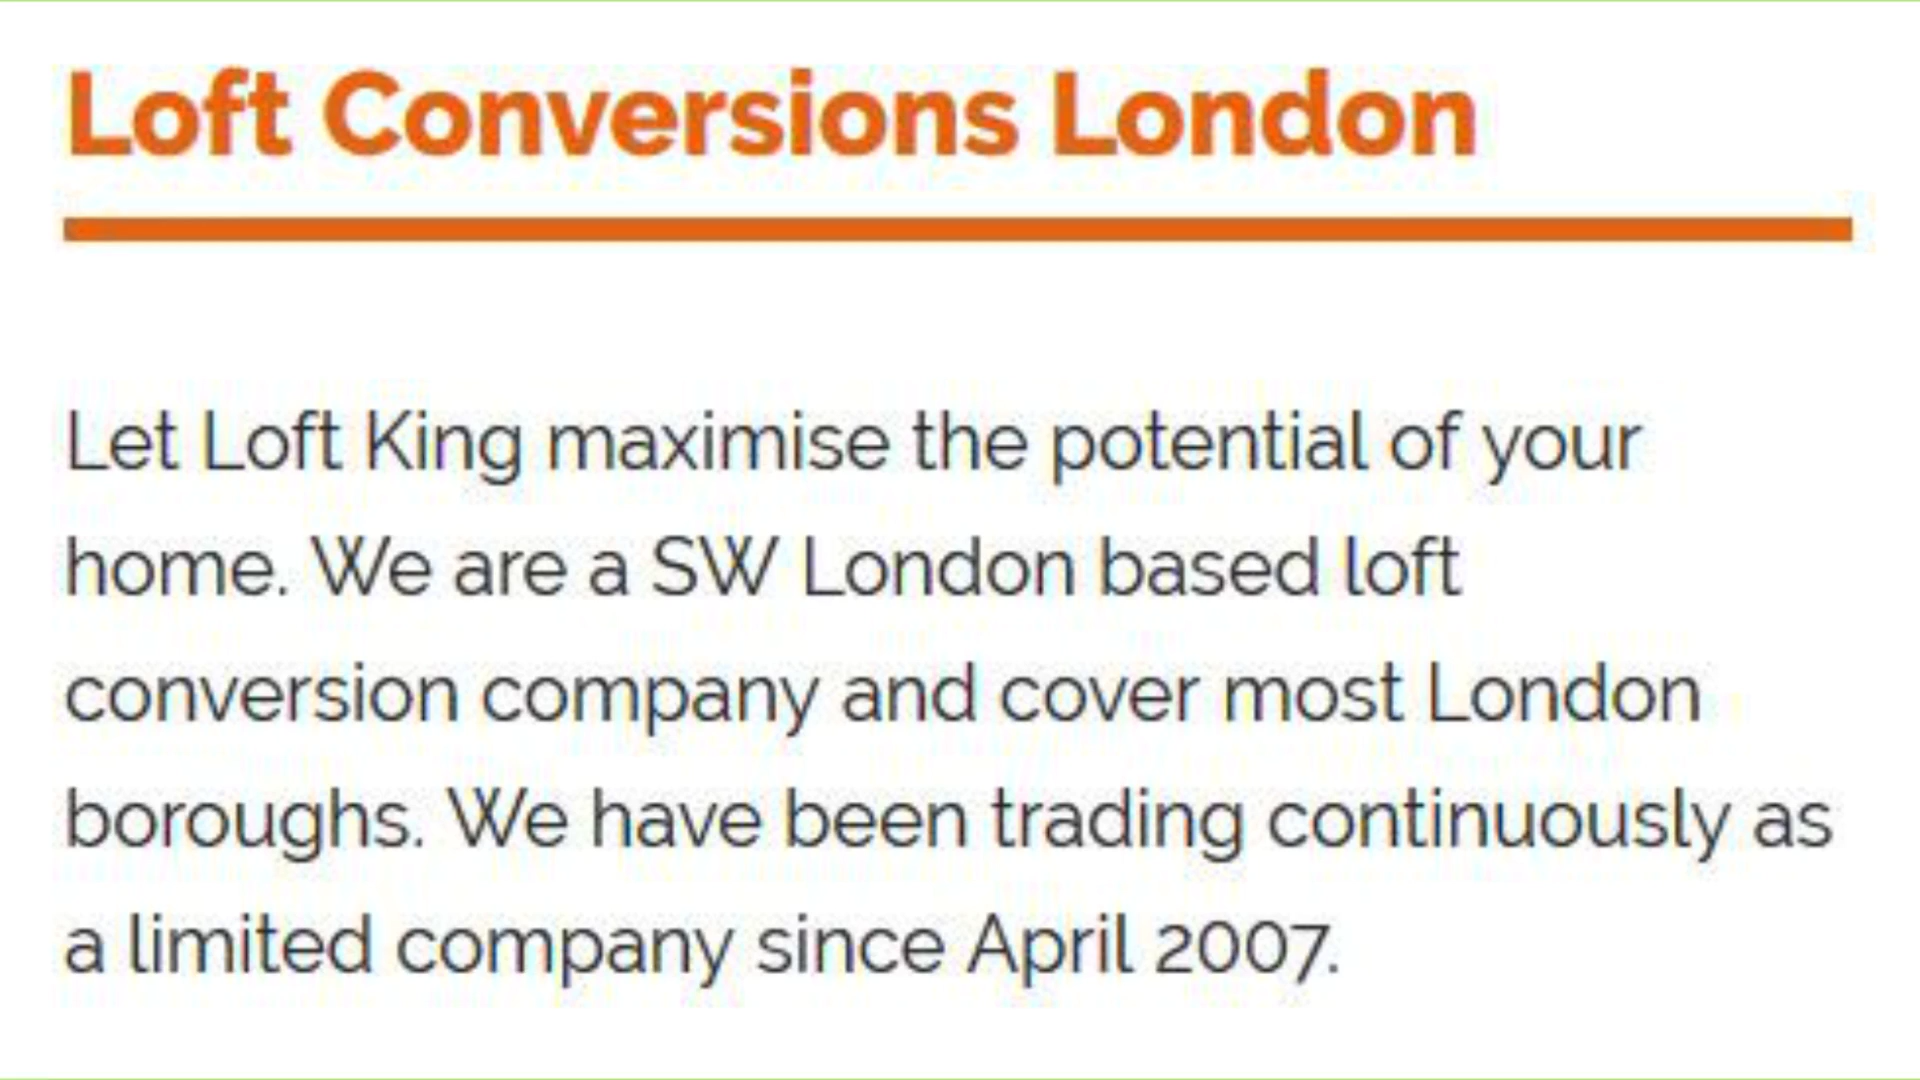 Loft Conversions London
Let Loft King maximise the potential of your
home. We are a SW London based loft
conversion company and cover most London
boroughs. We have been trading continuously as
a limited company since April 2007.